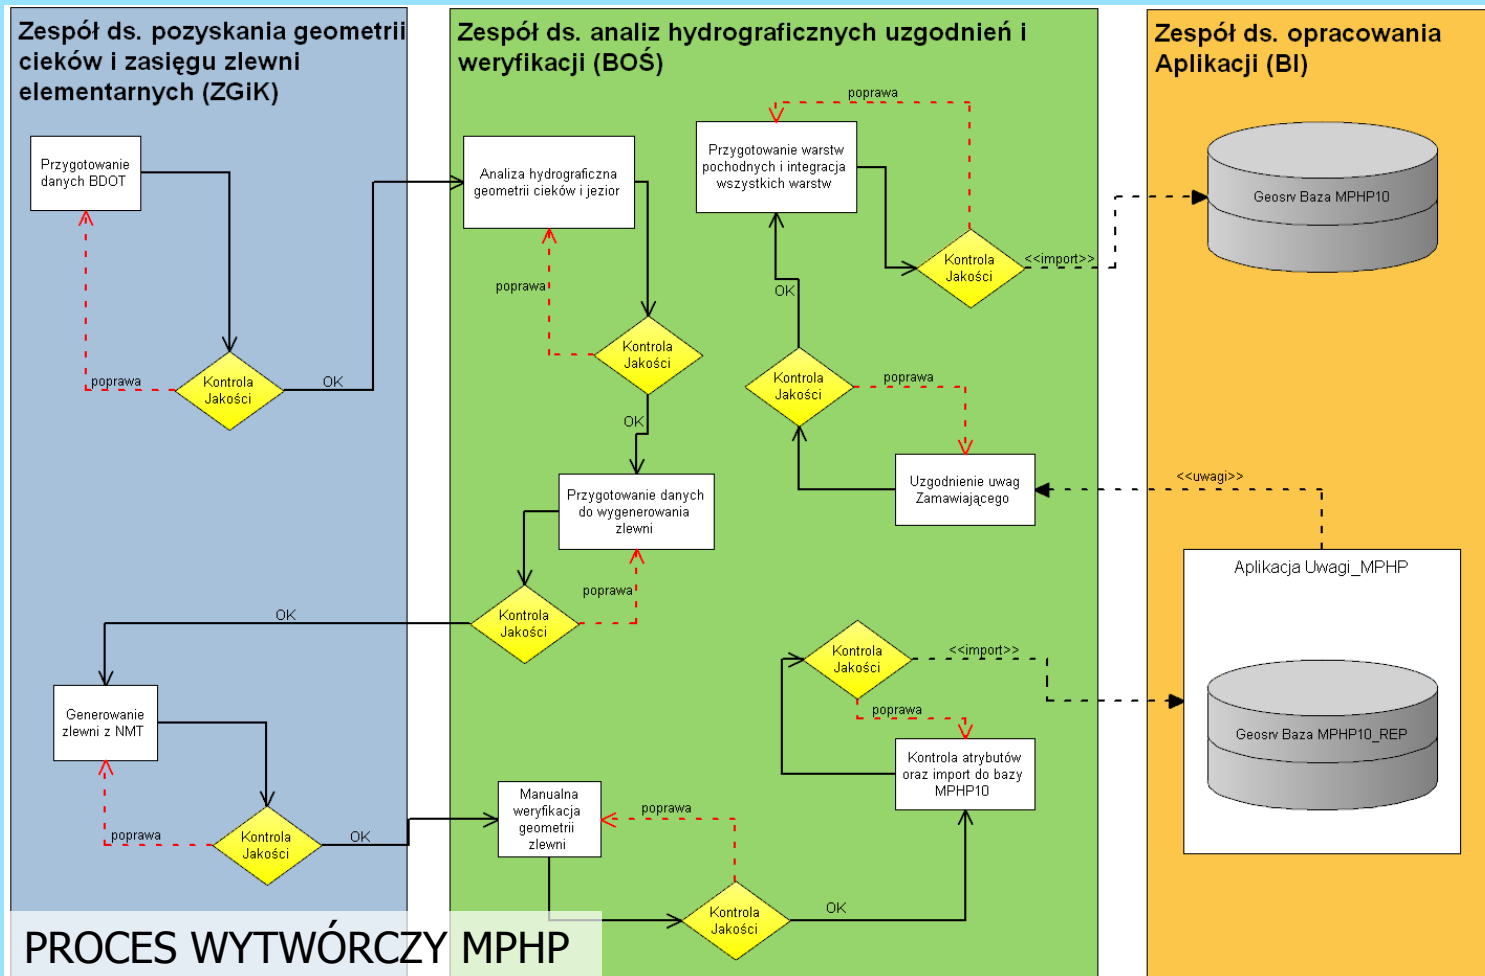 Zespół ds. pozyskania geometrii
cieków i zasięgu zlewni
elementarnych (ZGiK)
Przygotowanie
danych BDOT
poprawa
Kontrola
Jakości
OK
Generowanie
zlewni z NMT
poprawa
Kontrola
Jakości
OK
Zespół ds. analiz hydrograficznych uzgodnień i
weryfikacji (BOŚ)
Analiza hydrograficzna
geometrii cieków i jezior
poprawa
Kontrola
Jakości
OK
Przygotowanie danych
do wygenerowania
zlewni
poprawa
Kontrola
Jakości
OK
Manualna
weryfikacja
geometrii
zlewni
poprawa
Kontrola
Jakości
OK
Kontrola atrybutów
oraz import do bazy
MPHP10
poprawa
Kontrola
Jakości
<<import>>
Uzgodnienie uwag
Zamawiającego
poprawa
Kontrola
Jakości
OK
Przygotowanie warstw
pochodnych i integracja
wszystkich warstw
poprawa
Kontrola
Jakości
<<import>>
Zespół ds. opracowania
Aplikacji (BI)
Geosrv Baza MPHP10
<<uwagi>>
Aplikacja Uwagi_MPHP
Geosrv Baza MPHP10_REP
PROCES WYTWÓRCZY MPHP